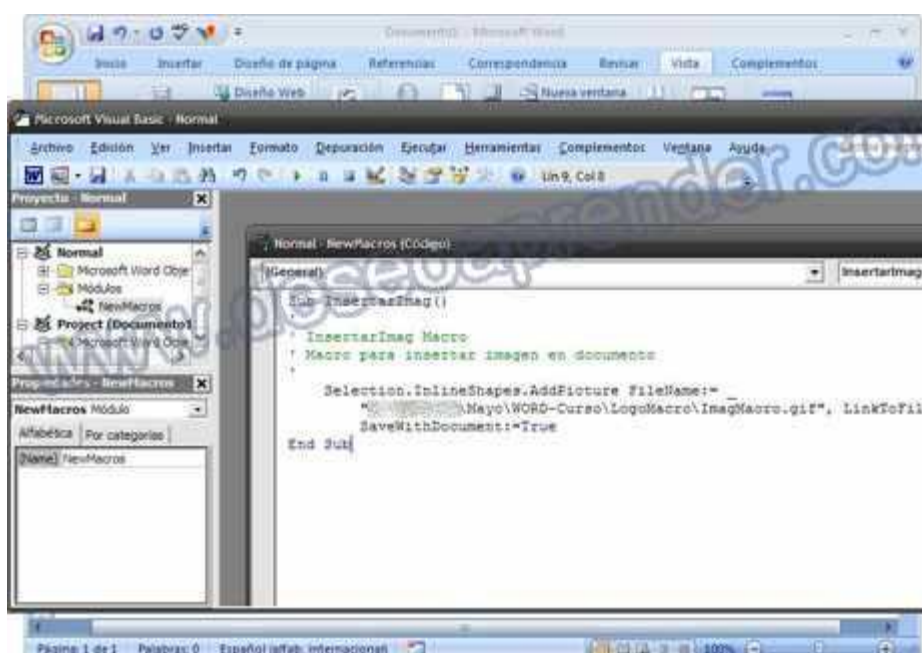 Documento1 - Microsoft Word
Inicio Insertar Diseño de página Referencias Correspondencia Revisar Vista Complementos
Diseño Web Nueva ventana
Microsoft Visual Basic - Normal
Archivo Edición Ver Insertar Formato Depuración Ejecutar Herramientas Complementos Ventana Ayuda
Lín 9, Col 8
Proyecto - Normal
Normal
Microsoft Word Obje
Módulos
NewMacros
Project (Documento1
Microsoft Word Obje
Propiedades - NewMacros
NewMacros Módulo
Alfabética Por categorías
(Name) NewMacros
Normal - NewMacros (Código)
(General) InsertarImag
Sub InsertarImag()
'
' InsertarImag Macro
' Macro para insertar imagen en documento
'
Selection.InlineShapes.AddPicture FileName:= _
\Mayo\WORD-Curso\LogoMacro\ImagMacro.gif", LinkToFil
SaveWithDocument:=True
End Sub
Página: 1 de 1 Palabras: 0 Español (alfab. internacional) 100%
www.deseoaprender.com